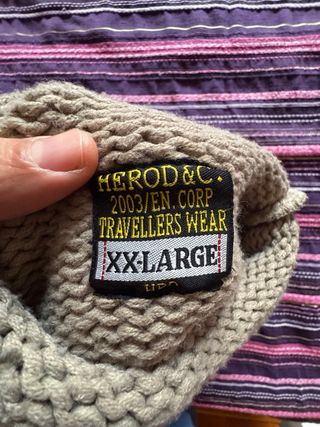 HEROD & C.
2003/EN. CORP
TRAVELLERS WEAR
XX-LARGE